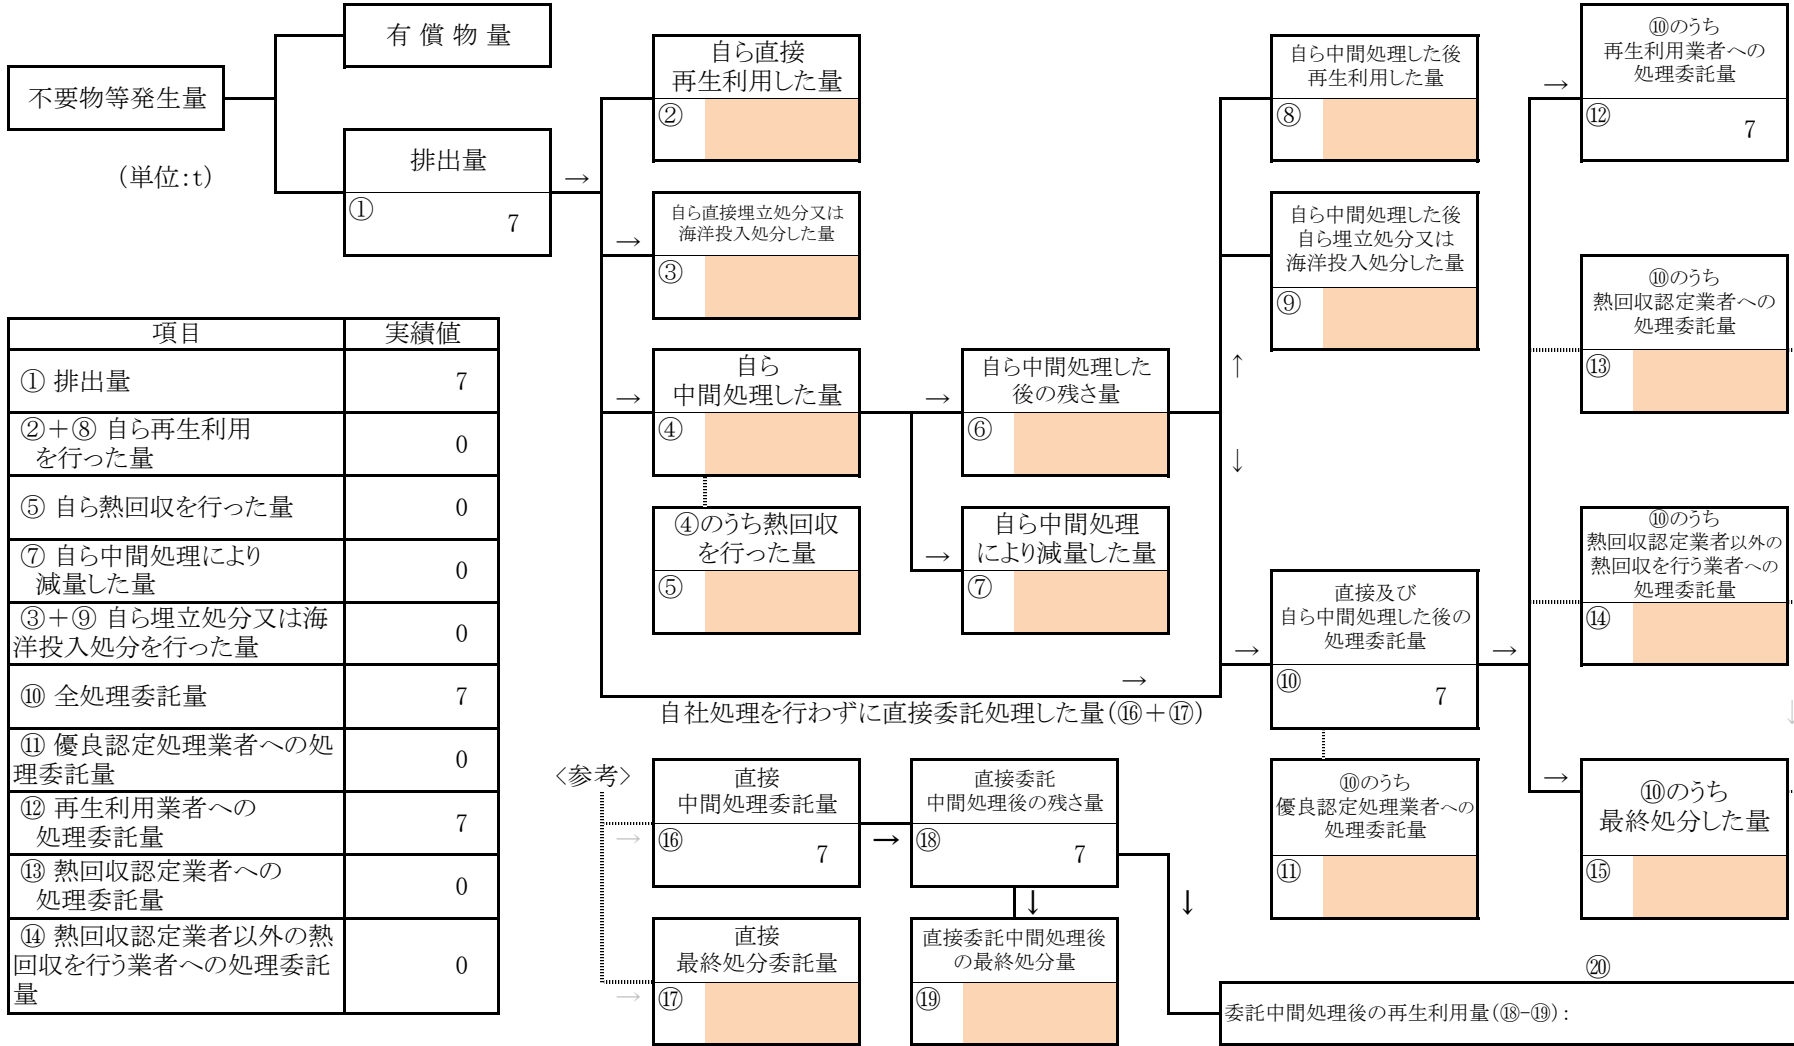 不要物等発生量
(単位:t)
有償物量
排出量
①
7
→
自ら直接
再生利用した量
②
→
自ら直接埋立処分又は
海洋投入処分した量
③
→
自ら
中間処理した量
④
④のうち熱回収
を行った量
⑤
→
自ら中間処理した
後の残さ量
⑥
→
自ら中間処理
により減量した量
⑦
↑
↓
自ら中間処理した後
再生利用した量
⑧
自ら中間処理した後
自ら埋立処分又は
海洋投入処分した量
⑨
→
自社処理を行わずに直接委託処理した量(⑯+⑰)
→
直接及び
自ら中間処理した後の
処理委託量
⑩
7
→
⑩のうち
優良認定処理業者への
処理委託量
⑪
→
⑩のうち
再生利用業者への
処理委託量
⑫
7
⑩のうち
熱回収認定業者への
処理委託量
⑬
⑩のうち
熱回収認定業者以外の
熱回収を行う業者への
処理委託量
⑭
↓
→
⑩のうち
最終処分した量
⑮
項目
実績値
① 排出量
7
②+⑧ 自ら再生利用
を行った量
0
⑤ 自ら熱回収を行った量
0
⑦ 自ら中間処理により
減量した量
0
③+⑨ 自ら埋立処分又は海
洋投入処分を行った量
0
⑩ 全処理委託量
7
⑪ 優良認定処理業者への処
理委託量
0
⑫ 再生利用業者への
処理委託量
7
⑬ 熱回収認定業者への
処理委託量
0
⑭ 熱回収認定業者以外の熱
回収を行う業者への処理委託
量
0
<参考>
→
直接
中間処理委託量
⑯
7
→
直接委託
中間処理後の残さ量
⑱
7
↓
↓
→
直接
最終処分委託量
⑰
直接委託中間処理後
の最終処分量
⑲
⑳
委託中間処理後の再生利用量(⑱-⑲):